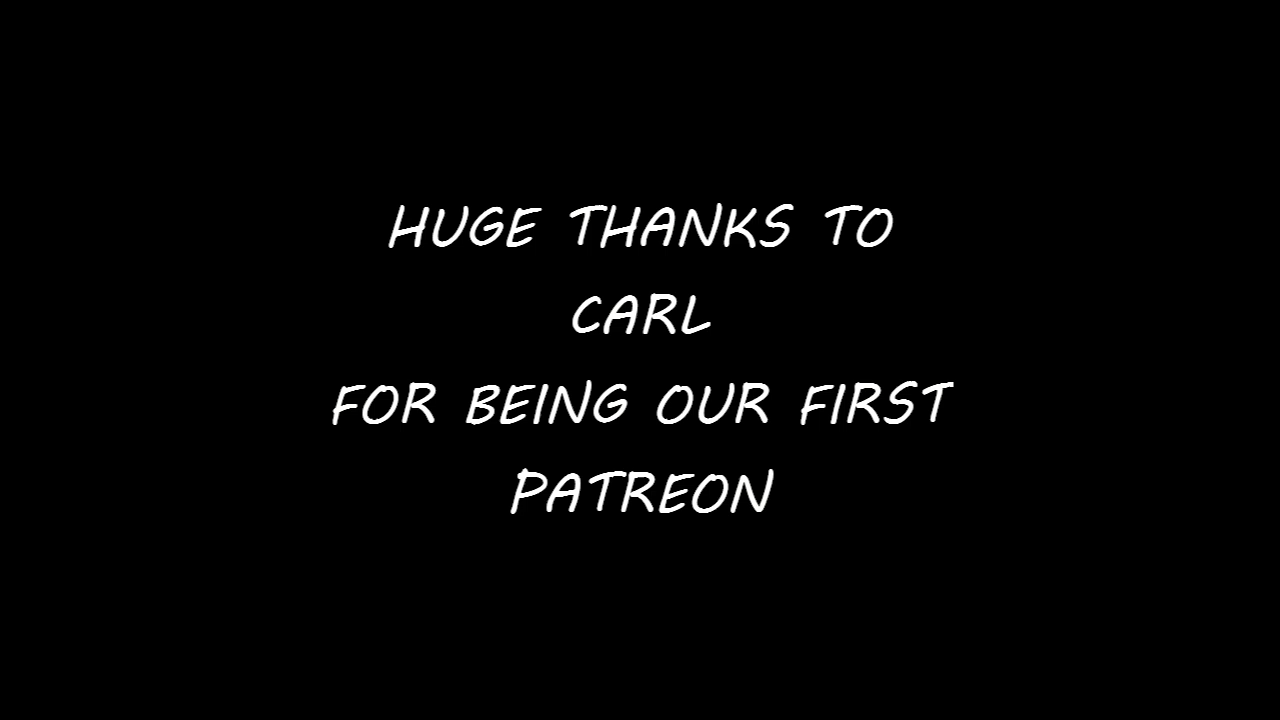 HUGE THANKS TO
CARL
FOR BEING OUR FIRST
PATREON